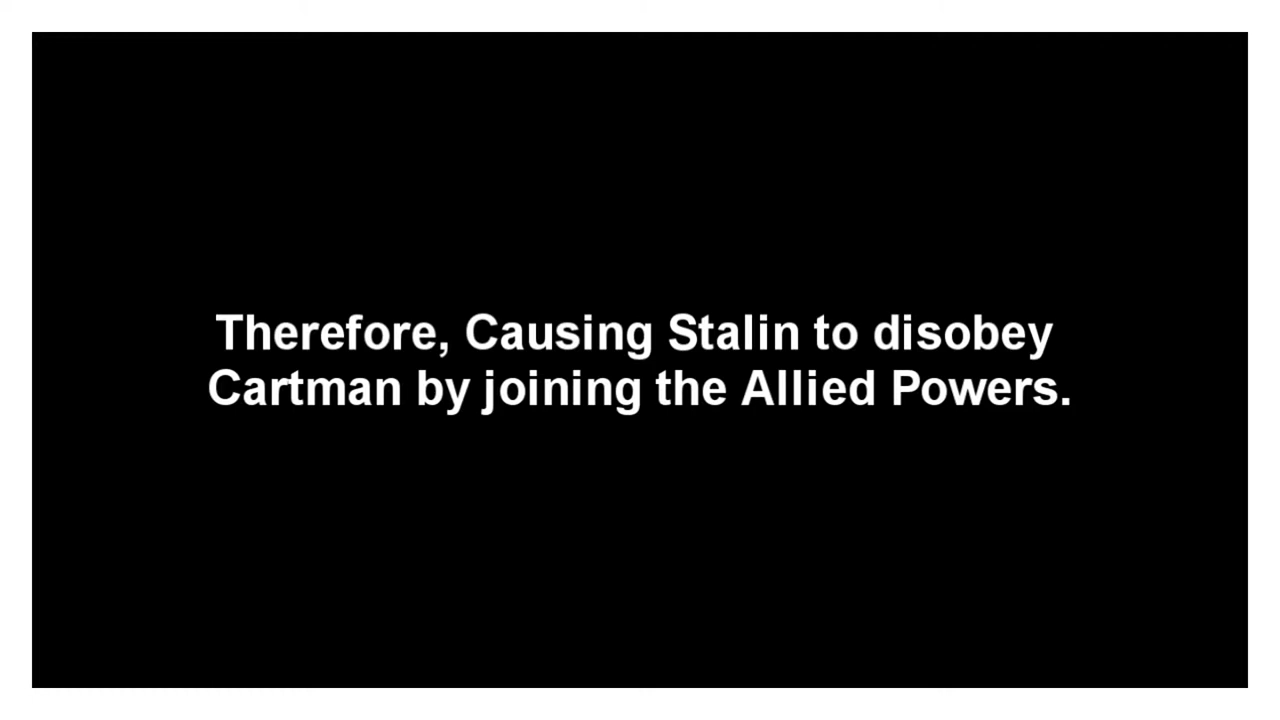 Therefore, Causing Stalin to disobey
Cartman by joining the Allied Powers.